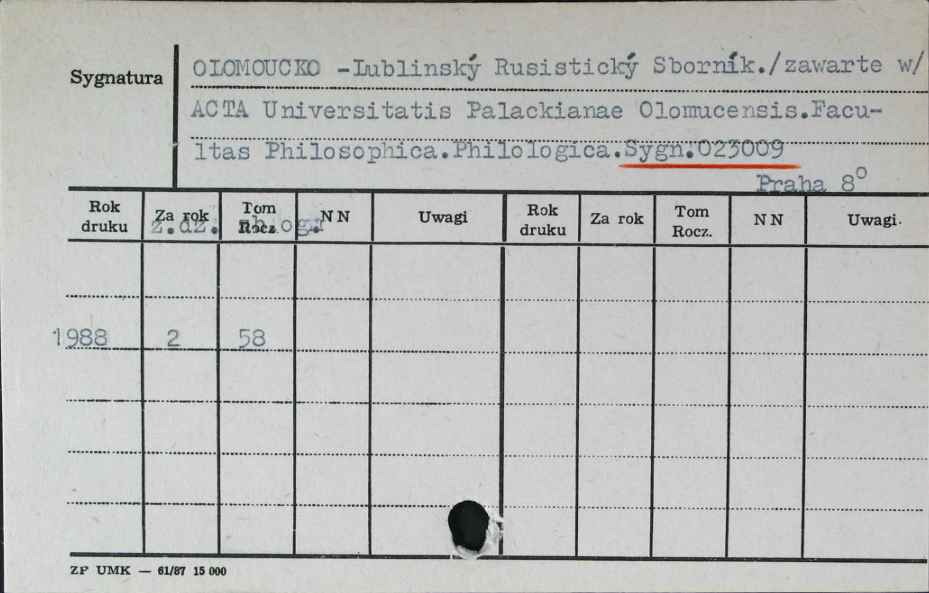 Sygnatura
OLOMOUCKO -Lublinský Rusistický Sborník./zawarte w/
ACTA Universitatis Palackianae Olomucensis.Facu-
ltas Philosophica.Philologica.Sygn.023009
Praha 8°
Rok druku Za rok Tom Rocz. NN Uwagi Rok druku Za rok Tom Rocz. NN Uwagi.
z.dz.
1988 2 58
ZP UMK — 61/87 15 000